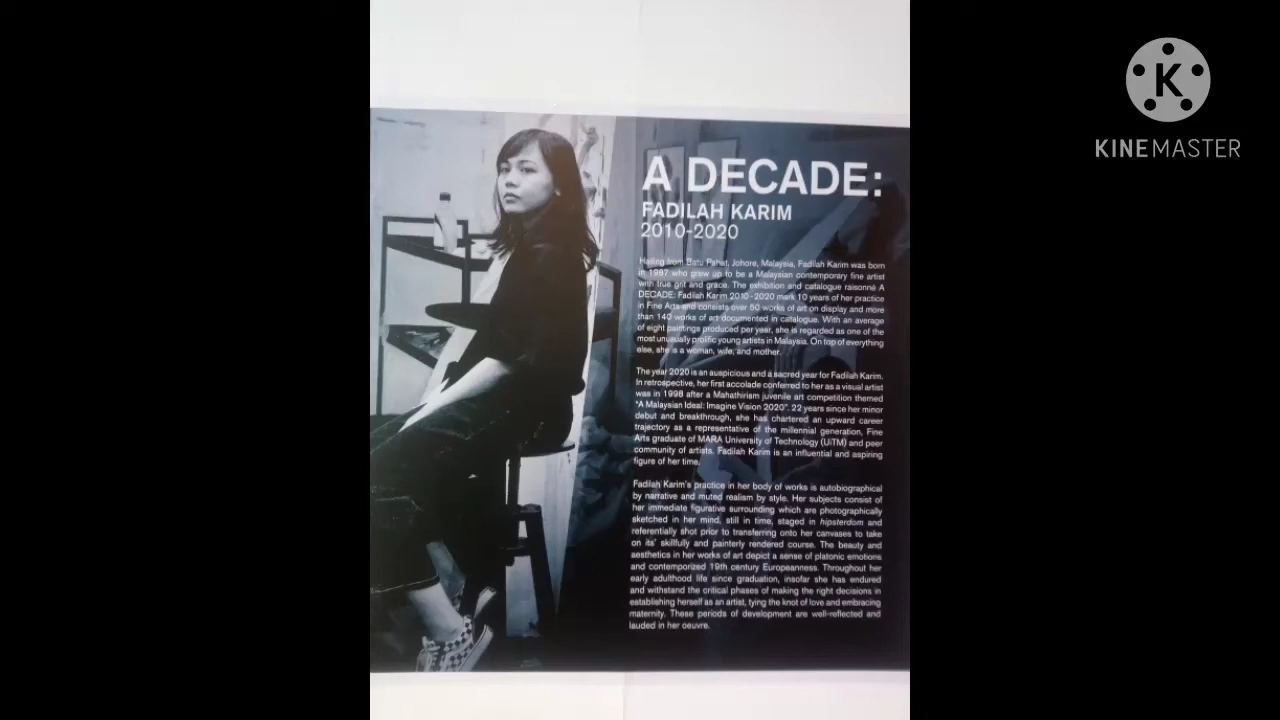 K
KINEMASTER
A DECADE:
FADILAH KARIM
2010-2020
Hailing from Batu Pahat, Johore, Malaysia, Fadilah Karim was born
in 1987 who grew up to be a Malaysian contemporary fine artist
with true grit and grace. The exhibition and catalogue raisonné A
DECADE: Fadilah Karim 2010-2020 mark 10 years of her practice
in Fine Arts and consists over 50 works of art on display and more
than 140 works of art documented in catalogue. With an average
of eight paintings produced per year, she is regarded as one of the
most unusually prolific young artists in Malaysia. On top of everything
else, she is a woman, wife, and mother.
The year 2020 is an auspicious and a sacred year for Fadilah Karim.
In retrospective, her first accolade conferred to her as a visual artist
was in 1998 after a Mahathirism juvenile art competition themed
"A Malaysian Ideal: Imagine Vision 2020". 22 years since her minor
debut and breakthrough, she has chartered an upward career
trajectory as a representative of the millennial generation, Fine
Arts graduate of MARA University of Technology (UiTM) and peer
community of artists. Fadilah Karim is an influential and aspiring
figure of her time.
Fadilah Karim's practice in her body of works is autobiographical
by narrative and muted realism by style. Her subjects consist of
her immediate figurative surrounding which are photographically
sketched in her mind, still in time, staged in hipsterdom and
referentially shot prior to transferring onto her canvases to take
on its' skillfully and painterly rendered course. The beauty and
aesthetics in her works of art depict a sense of platonic emotions
and contemporized 19th century Europeanness. Throughout her
early adulthood life since graduation, insofar she has endured
and withstand the critical phases of making the right decisions in
establishing herself as an artist, tying the knot of love and embracing
maternity. These periods of development are well-reflected and
lauded in her oeuvre.